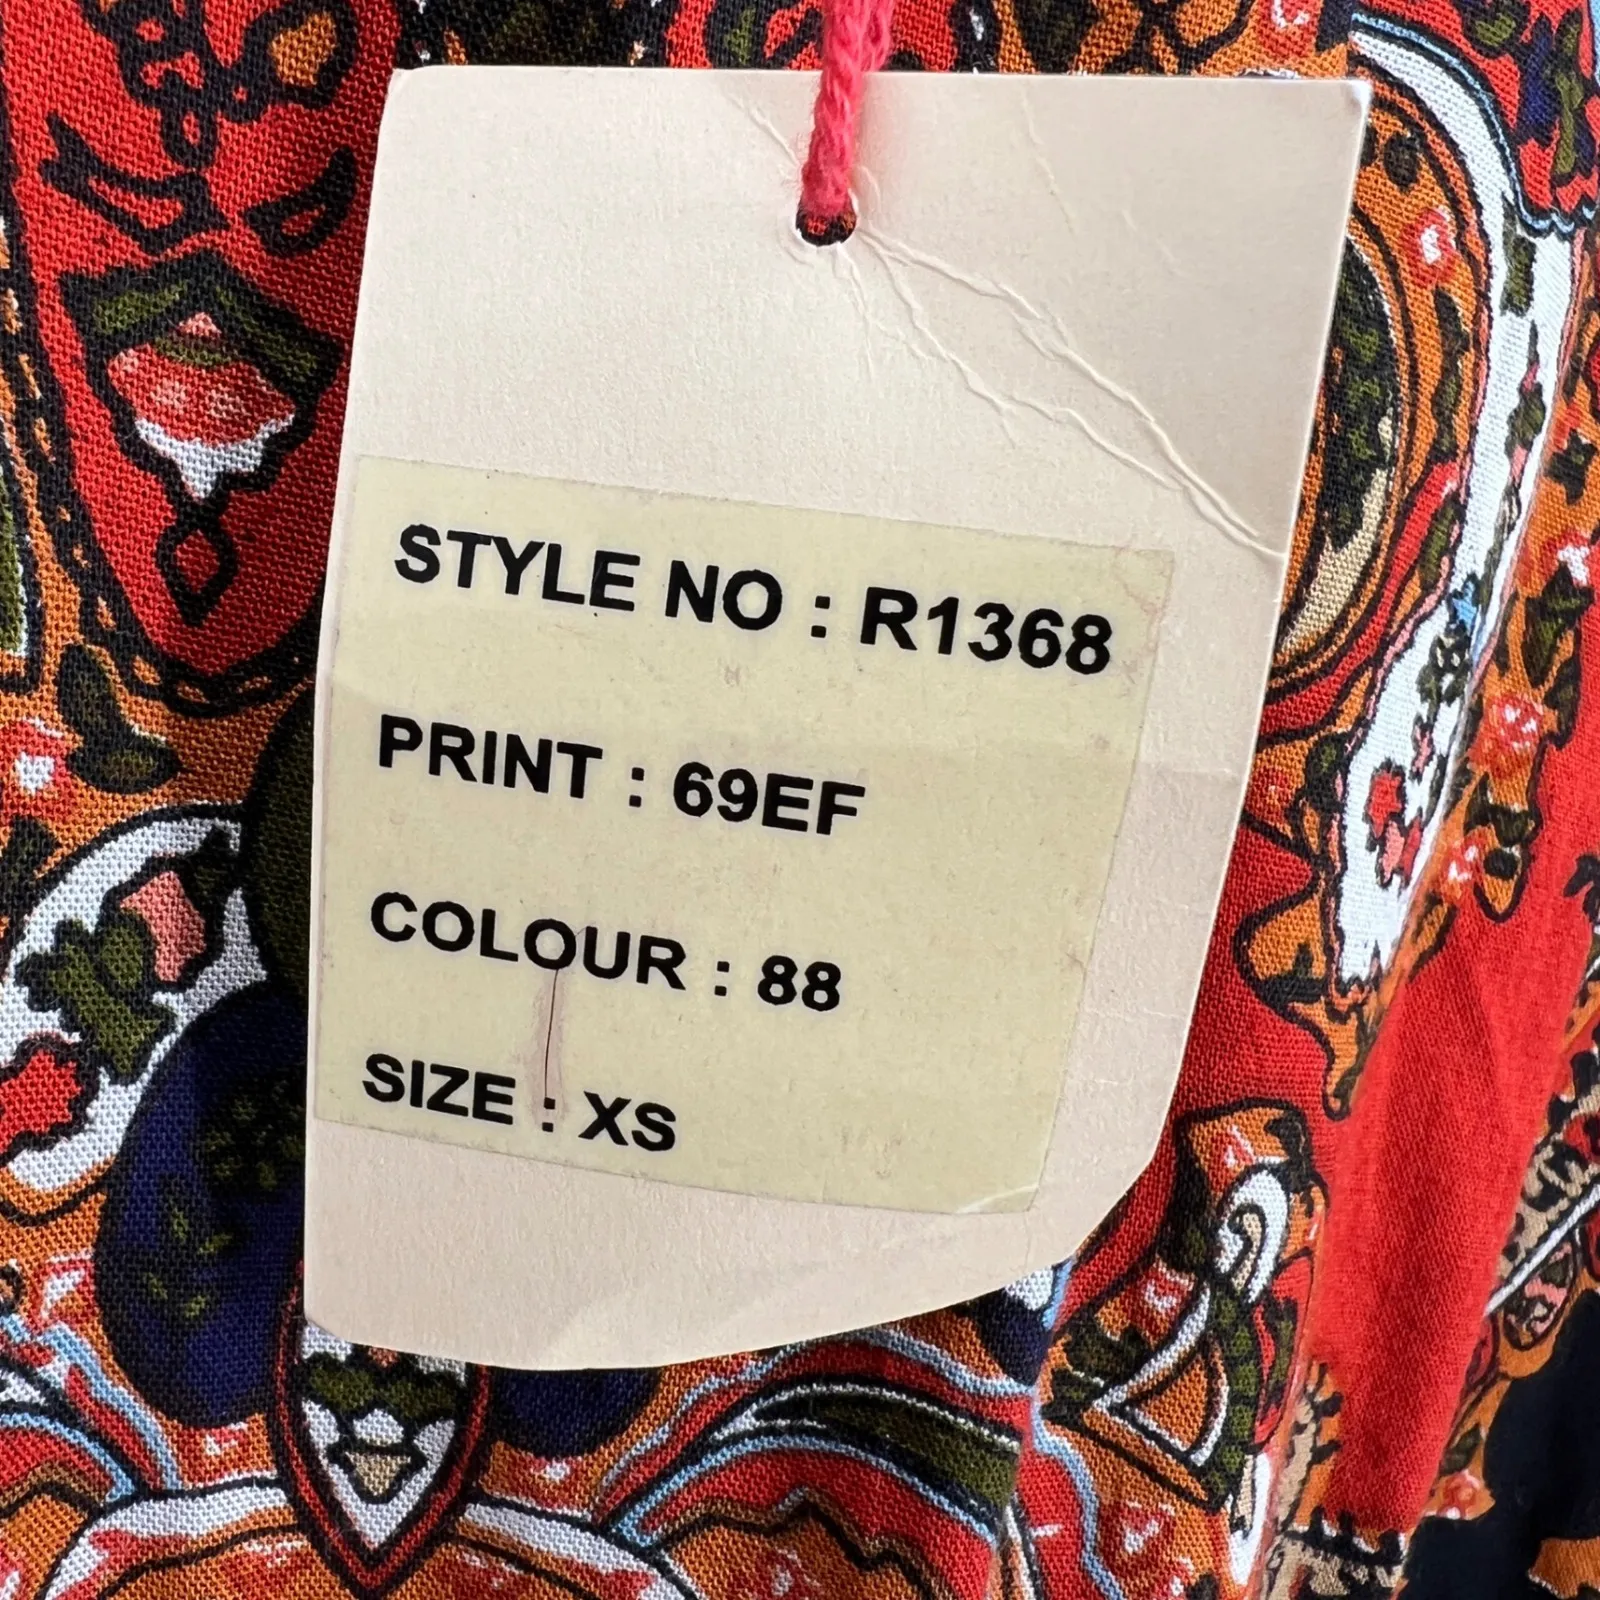 STYLE NO : R1368
PRINT : 69EF
COLOUR : 88
SIZE : XS